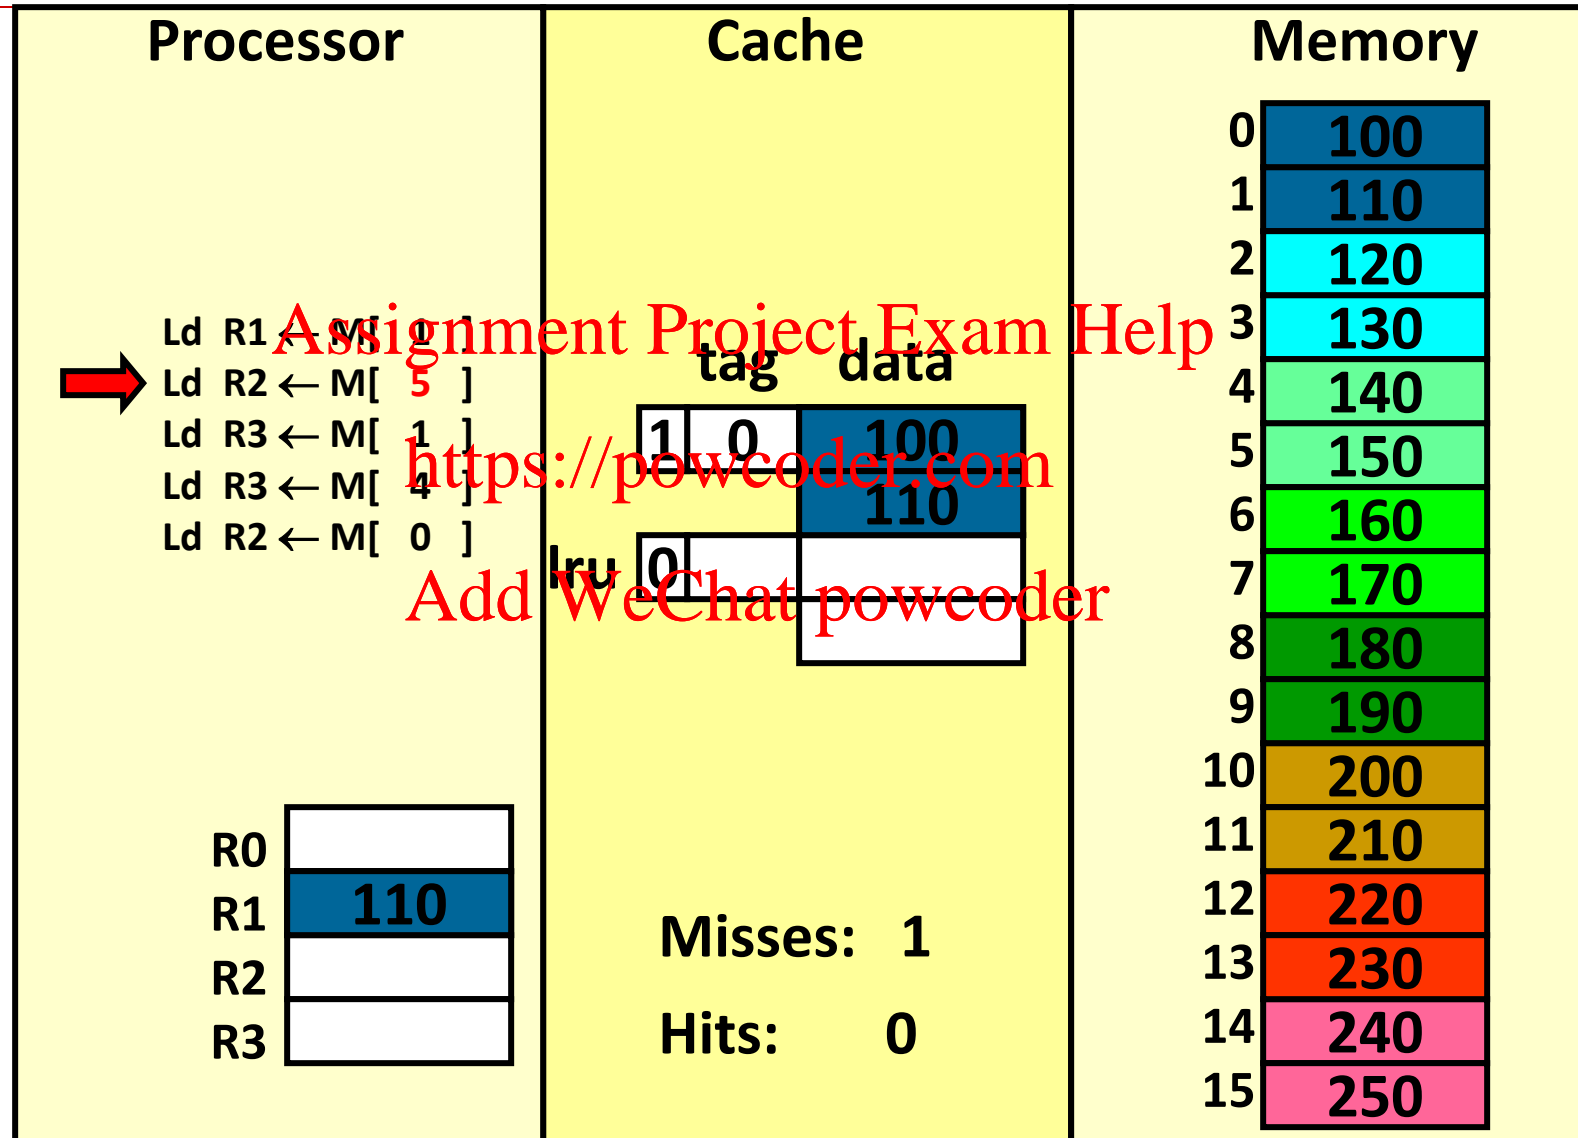 Processor
Cache
Memory
Ld R1 ← M[ 1 ]
Ld R2 ← M[ 5 ]
Ld R3 ← M[ 1 ]
Ld R3 ← M[ 4 ]
Ld R2 ← M[ 0 ]
Assignment Project Exam Help
https://powcoder.com
Add WeChat powcoder
R0
R1 110
R2
R3
tag data
1 0 100
110
lru 0
Misses: 1
Hits: 0
0 100
1 110
2 120
3 130
4 140
5 150
6 160
7 170
8 180
9 190
10 200
11 210
12 220
13 230
14 240
15 250